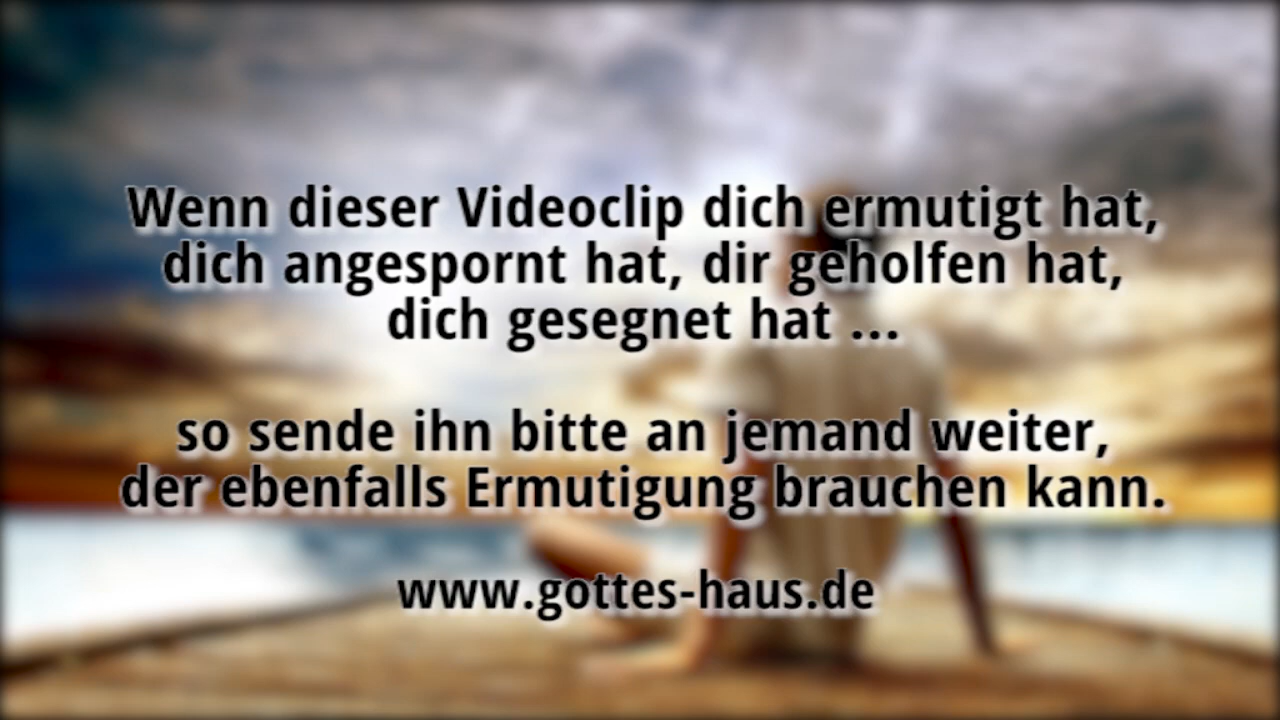 Wenn dieser Videoclip dich ermutigt hat,
dich angespornt hat, dir geholfen hat,
dich gesegnet hat ...
so sende ihn bitte an jemand weiter,
der ebenfalls Ermutigung brauchen kann.
www.gottes-haus.de